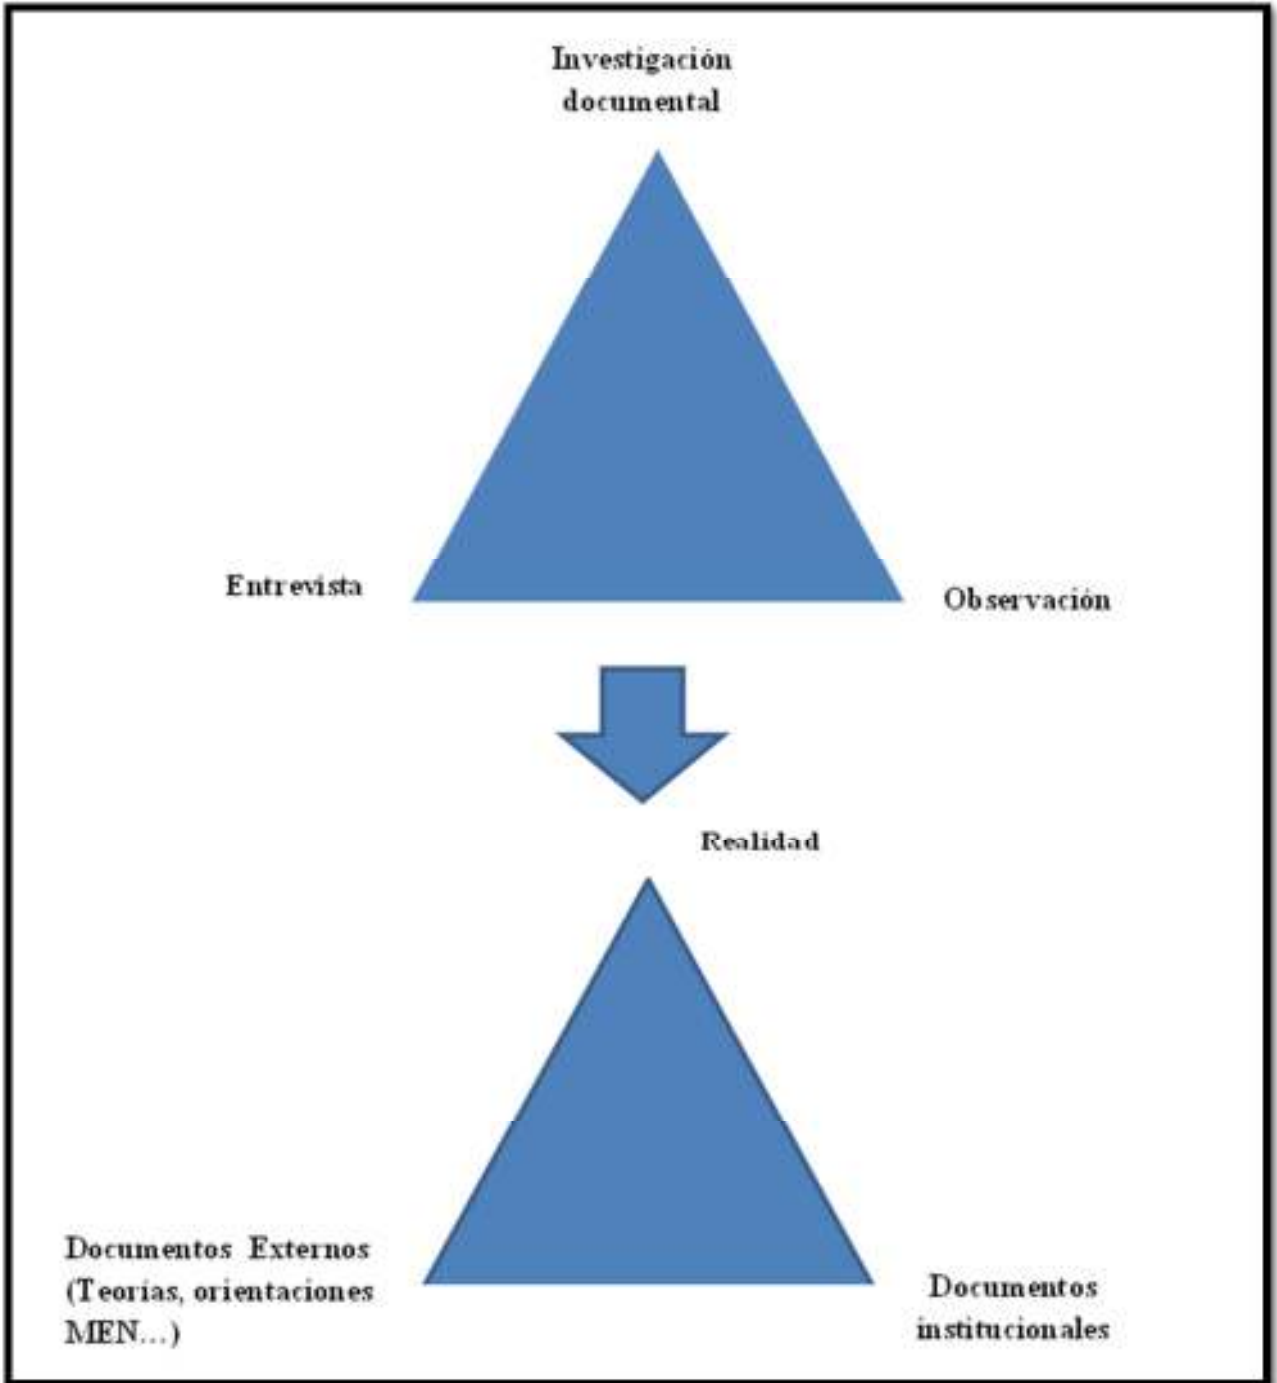 Investigación
documental
Entrevista
Observación
Realidad
Documentos Externos
(Teorías, orientaciones
MEN...)
Documentos
institucionales